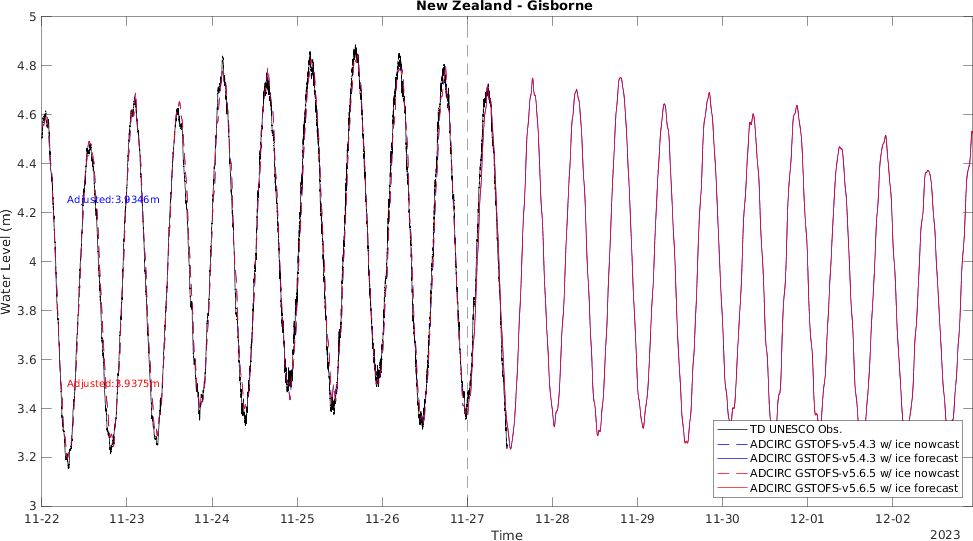 New Zealand - Gisborne
5
4.8
4.6
4.4
4.2
4
3.8
3.6
3.4
3.2
3
Water Level (m)
Adjusted:3.9346m
Adjusted:3.9375m
TD UNESCO Obs.
ADCIRC GSTOFS-v5.4.3 w/ ice nowcast
ADCIRC GSTOFS-v5.4.3 w/ ice forecast
ADCIRC GSTOFS-v5.6.5 w/ ice nowcast
ADCIRC GSTOFS-v5.6.5 w/ ice forecast
11-22 11-23 11-24 11-25 11-26 11-27 11-28 11-29 11-30 12-01 12-02
Time
2023